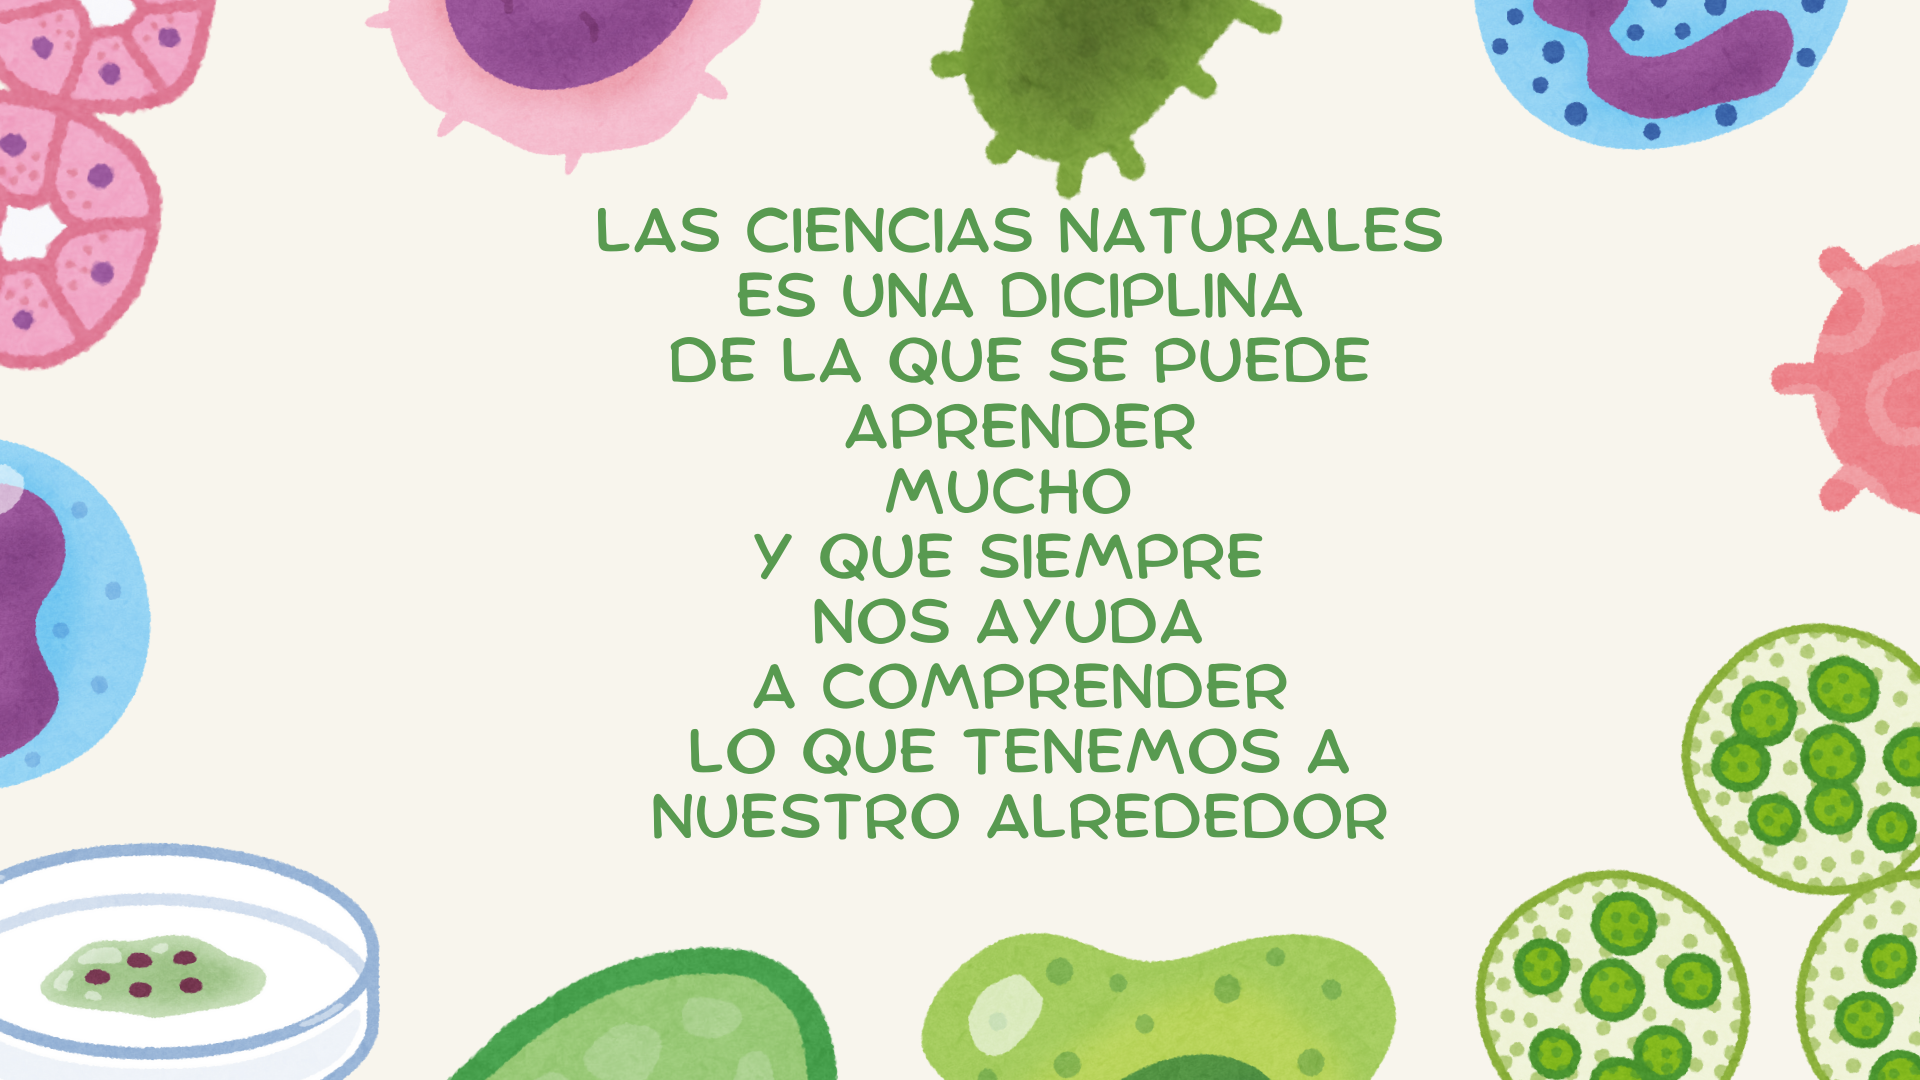 LAS CIENCIAS NATURALES
ES UNA DICIPLINA
DE LA QUE SE PUEDE
APRENDER
MUCHO
Y QUE SIEMPRE
NOS AYUDA
A COMPRENDER
LO QUE TENEMOS A
NUESTRO ALREDEDOR